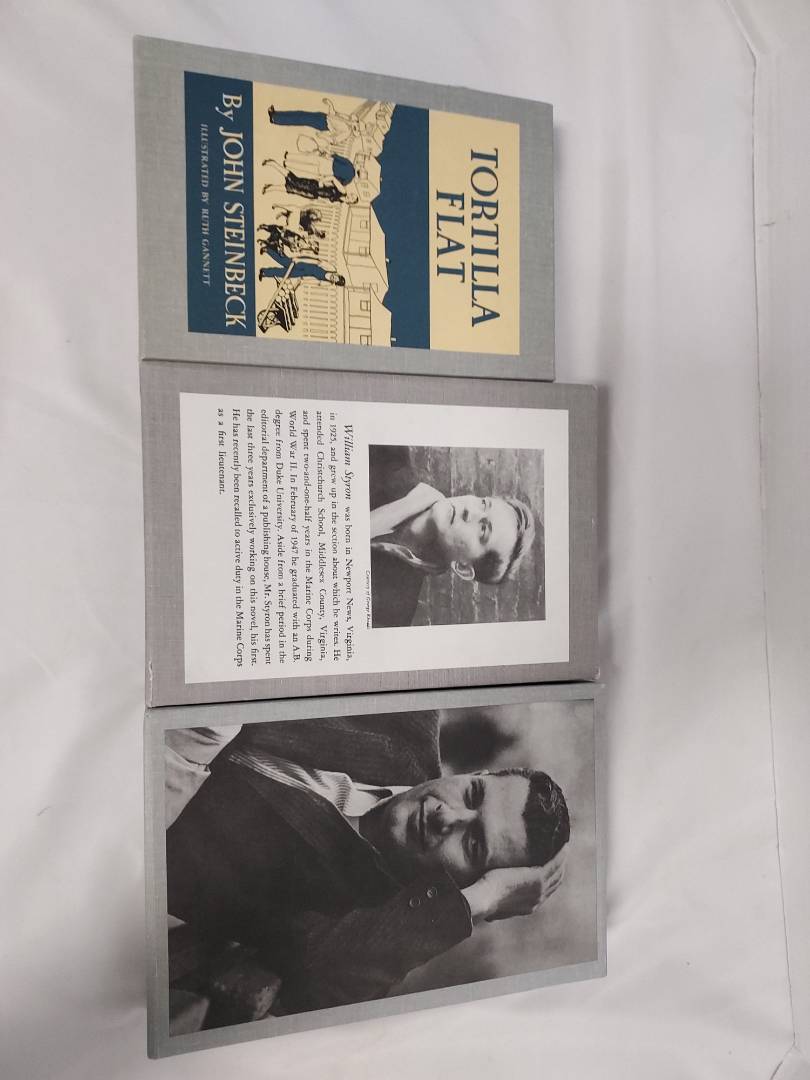 TORTILLA
FLAT
By JOHN STEINBECK
ILLUSTRATED BY RUTH GANNETT
William Styron was born in Newport News, Virginia,
in 1925, and grew up in the section about which he writes. He
attended Christchurch School, Middlesex County, Virginia,
and spent two-and-one-half years in the Marine Corps during
World War II. In February of 1947 he graduated with an A.B.
degree from Duke University. Aside from a brief period in the
editorial department of a publishing house, Mr. Styron has spent
the last three years exclusively working on this novel, his first.
He has recently been recalled to active duty in the Marine Corps
as a first lieutenant.
Courtesy of George